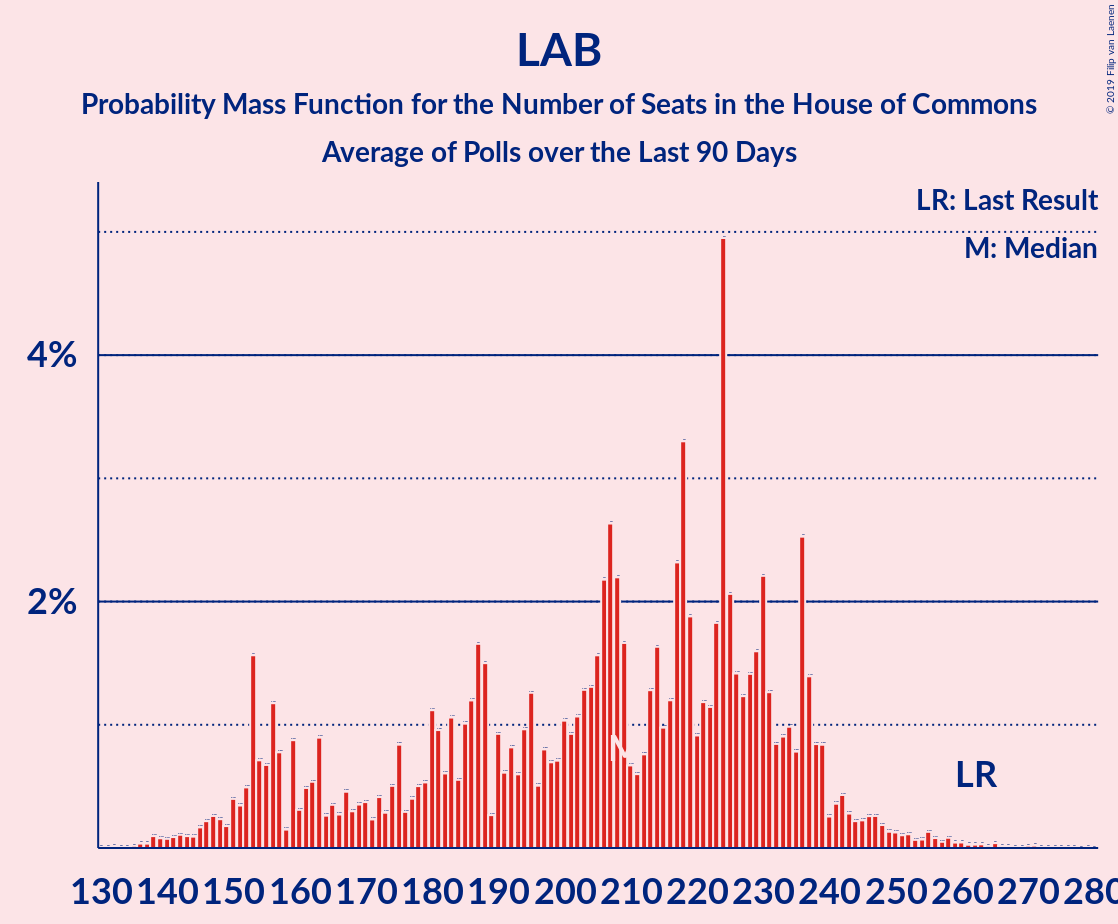 © 2019 Filip van Laenen
LAB
Probability Mass Function for the Number of Seats in the House of Commons
Average of Polls over the Last 90 Days
LR: Last Result
M: Median
4%
2%
M
LR
130 140 150 160 170 180 190 200 210 220 230 240 250 260 270 280